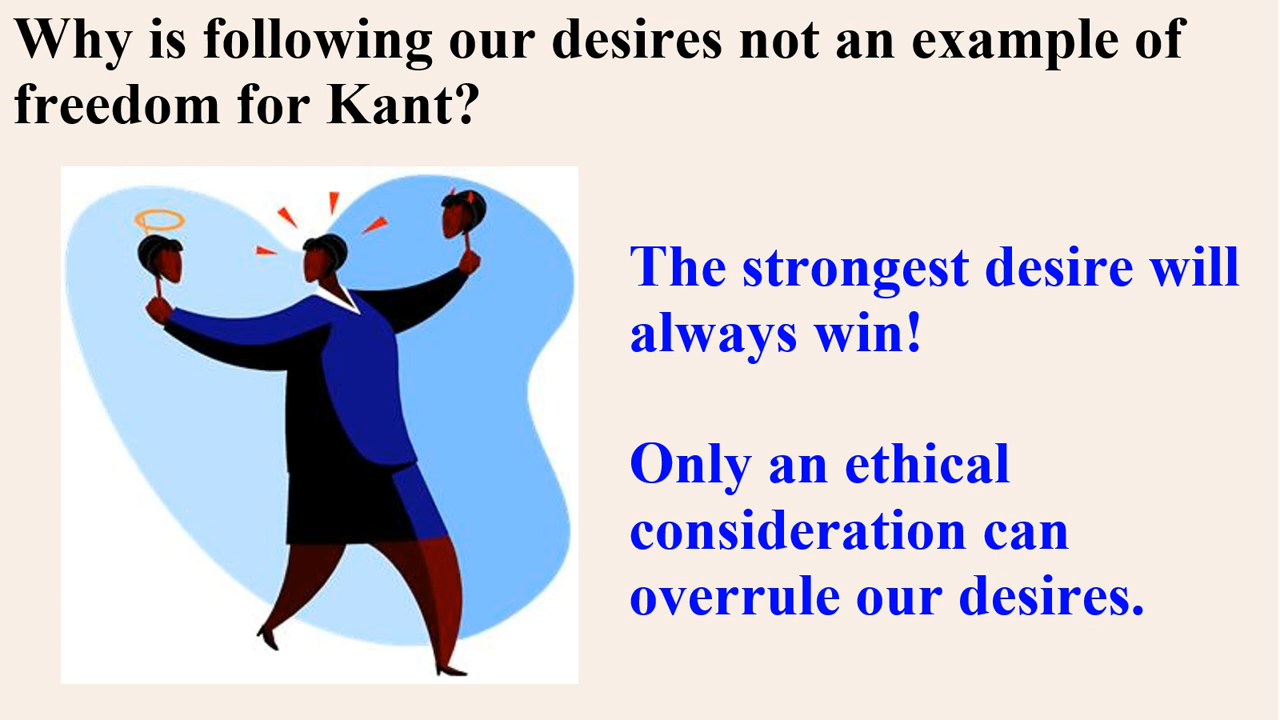 Why is following our desires not an example of
freedom for Kant?
The strongest desire will
always win!
Only an ethical
consideration can
overrule our desires.